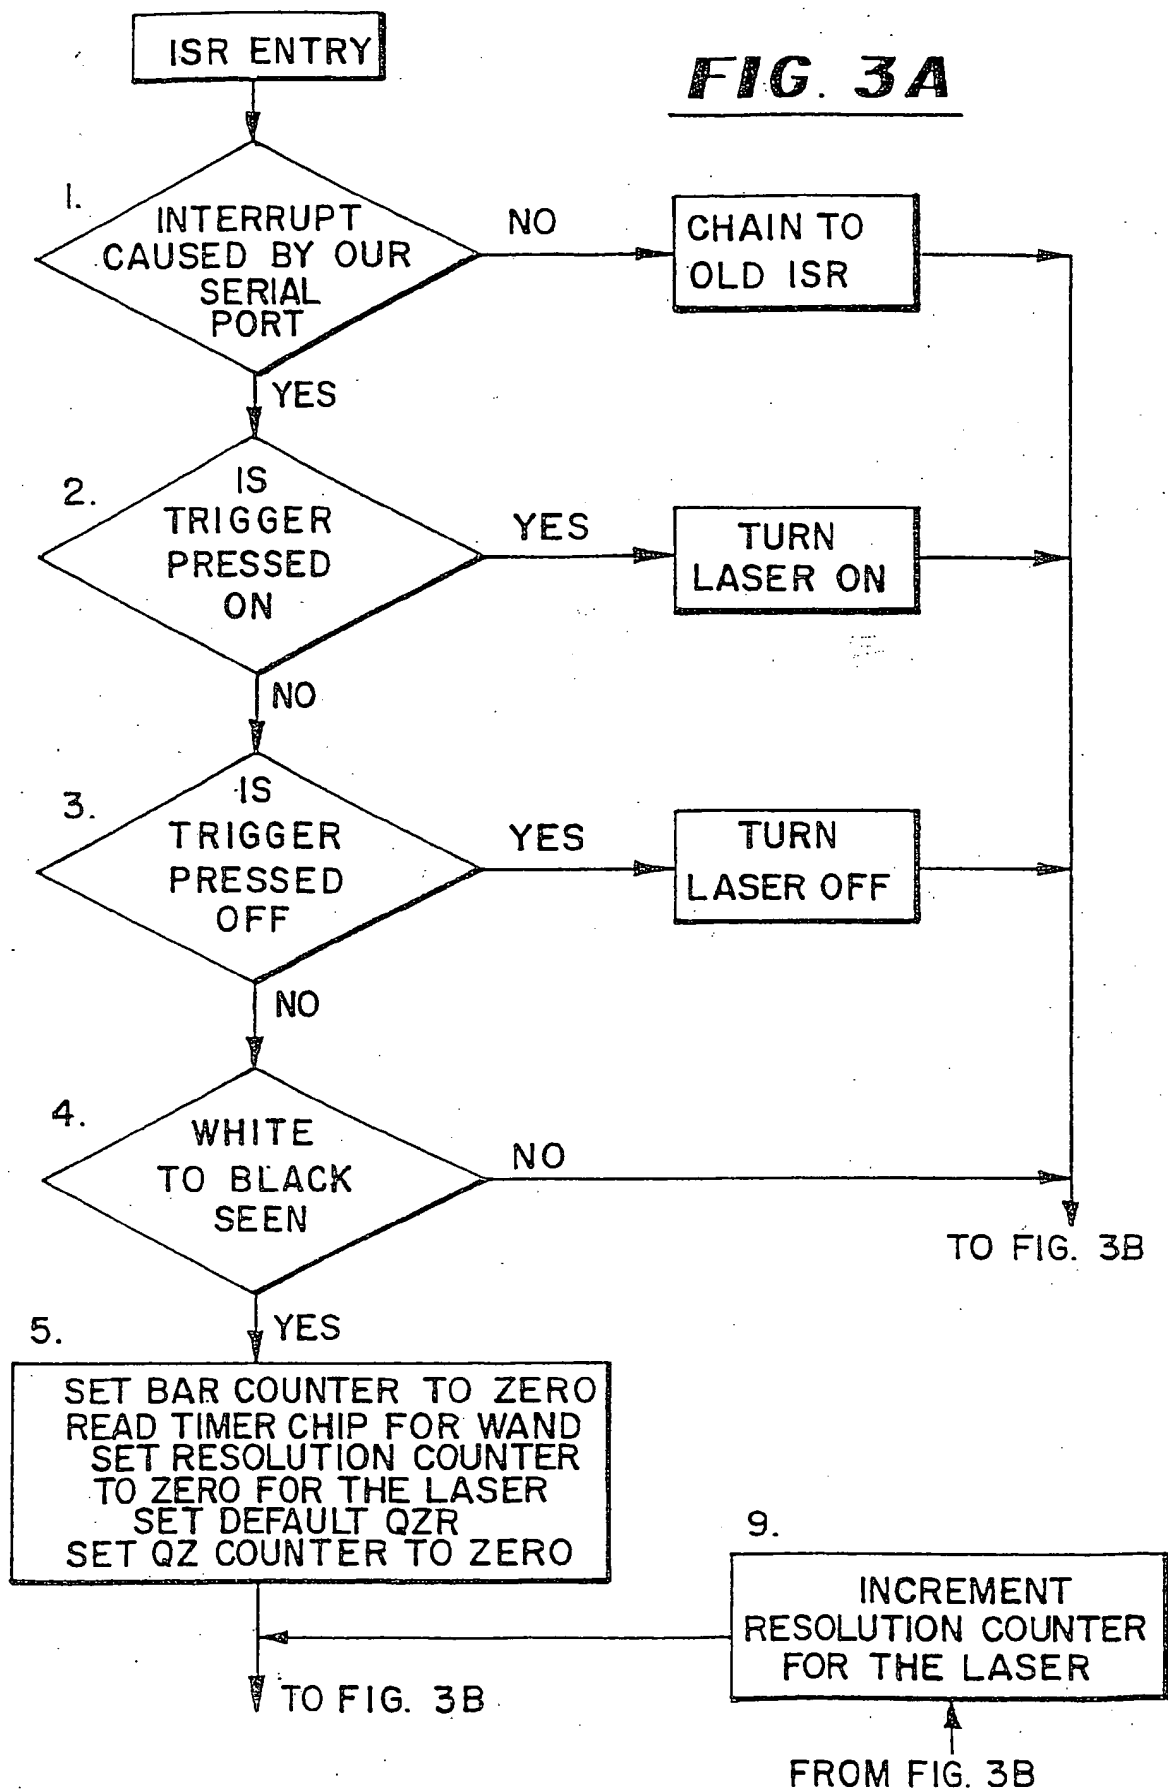 ISR ENTRY
FIG. 3A
1.
INTERRUPT
CAUSED BY OUR
SERIAL
PORT
NO
CHAIN TO
OLD ISR
YES
2.
IS
TRIGGER
PRESSED
ON
YES
TURN
LASER ON
NO
3.
IS
TRIGGER
PRESSED
OFF
YES
TURN
LASER OFF
NO
4.
WHITE
TO BLACK
SEEN
NO
TO FIG. 3B
YES
5.
SET BAR COUNTER TO ZERO
READ TIMER CHIP FOR WAND
SET RESOLUTION COUNTER
TO ZERO FOR THE LASER
SET DEFAULT QZR
SET QZ COUNTER TO ZERO
9.
INCREMENT
RESOLUTION COUNTER
FOR THE LASER
TO FIG. 3B
FROM FIG. 3B